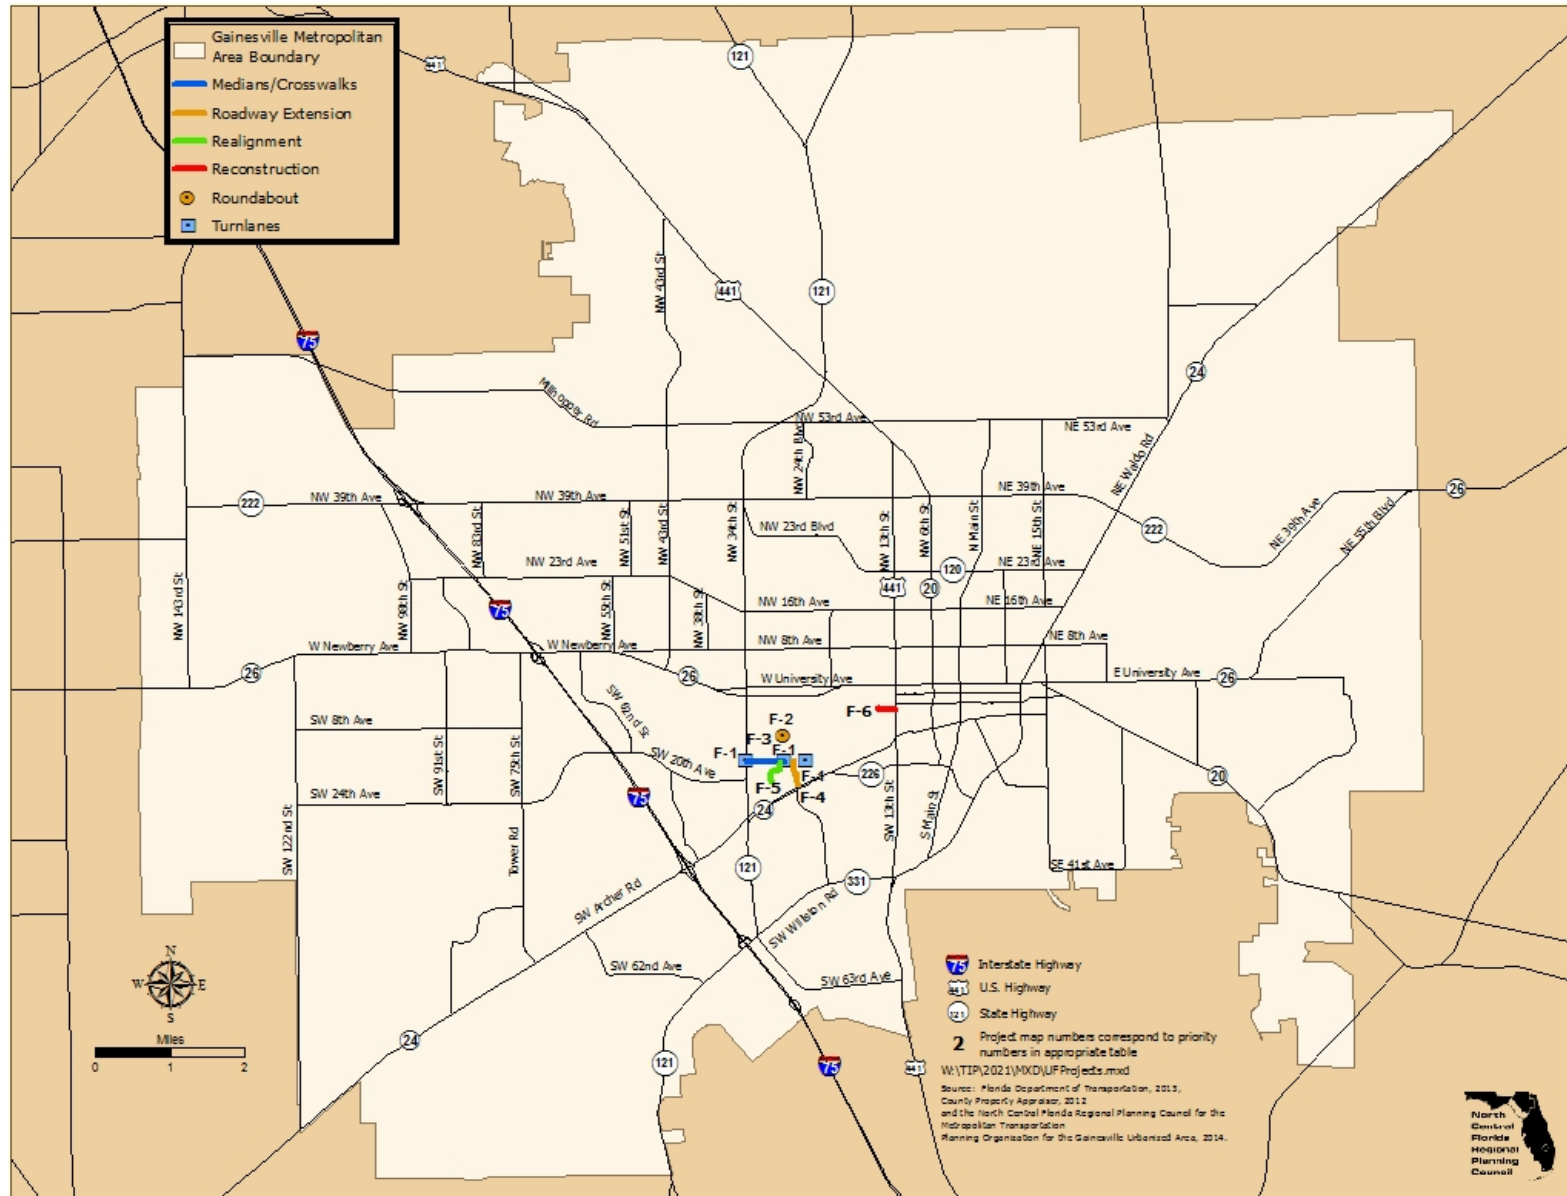 Gainesville Metropolitan
Area Boundary
Medians/Crosswalks
Roadway Extension
Realignment
Reconstruction
Roundabout
Turnlanes
441
121
NW 43rd St
441
121
75
24
Millhopper Rd
NW 53rd Ave
NE 53rd Ave
NW 24th Blvd
NE Waldo Rd
222
NW 39th Ave
NW 39th Ave
NE 39th Ave
26
NW 83rd St
NW 51st St
NW 43rd St
NW 34th St
NW 23rd Blvd
NW 13th St
NW 6th St
N Main St
NE 15th St
222
NE 39th Ave
NE 55th Blvd
NW 23rd Ave
120
NE 23rd Ave
NW 143rd St
NW 98th St
75
NW 55th St
NW 38th St
441
20
NW 16th Ave
NE 16th Ave
W Newberry Ave
W Newberry Ave
NW 8th Ave
NE 8th Ave
26
26
W University Ave
E University Ave
26
SW 8th Ave
SW 62nd St
F-6
F-2
F-3
F-1
F-1
SW 91st St
SW 75th St
SW 20th Ave
F-4
226
20
F-5
F-4
SW 24th Ave
75
24
SW 13th St
S Main St
SW 122nd St
Tower Rd
121
SE 41st Ave
331
SW Archer Rd
SW Williston Rd
SW 62nd Ave
SW 63rd Ave
24
121
75
441
N
W
E
S
Miles
0 1 2
75 Interstate Highway
441 U.S. Highway
121 State Highway
2 Project map numbers correspond to priority
numbers in appropriate table
W:\TIP\2021\MXD\UFProjects.mxd
Source: Florida Department of Transportation, 2013,
County Property Appraiser, 2012
and the North Central Florida Regional Planning Council for the
Metropolitan Transportation
Planning Organization for the Gainesville Urbanized Area, 2014.
North
Central
Florida
Regional
Planning
Council